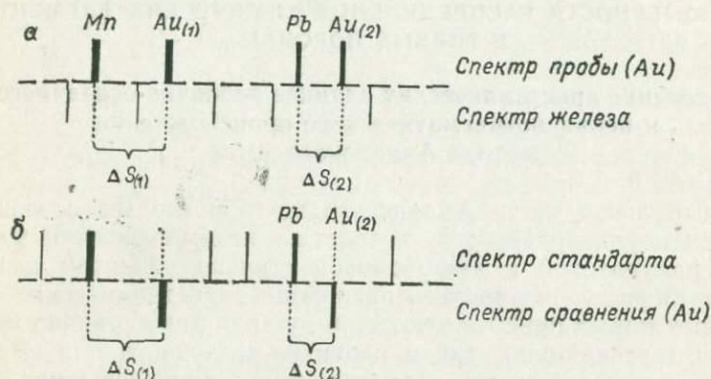 а Mn Au(1) Pb Au(2)
Спектр пробы (Au)
Спектр железа
ΔS(1) ΔS(2)
б Pb Au(2)
Спектр стандарта
Спектр сравнения (Au)
ΔS(1) ΔS(2)